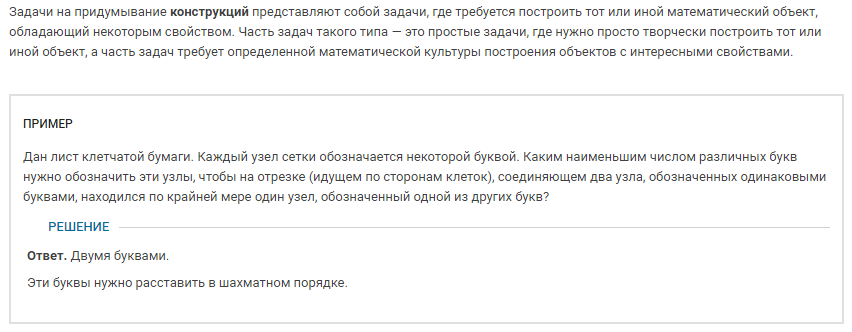 Задачи на придумывание конструкций представляют собой задачи, где требуется построить тот или иной математический объект,
обладающий некоторым свойством. Часть задач такого типа — это простые задачи, где нужно просто творчески построить тот или
иной объект, а часть задач требует определенной математической культуры построения объектов с интересными свойствами.
ПРИМЕР
Дан лист клетчатой бумаги. Каждый узел сетки обозначается некоторой буквой. Каким наименьшим числом различных букв
нужно обозначить эти узлы, чтобы на отрезке (идущем по сторонам клеток), соединяющем два узла, обозначенных одинаковыми
буквами, находился по крайней мере один узел, обозначенный одной из других букв?
РЕШЕНИЕ
Ответ. Двумя буквами.
Эти буквы нужно расставить в шахматном порядке.